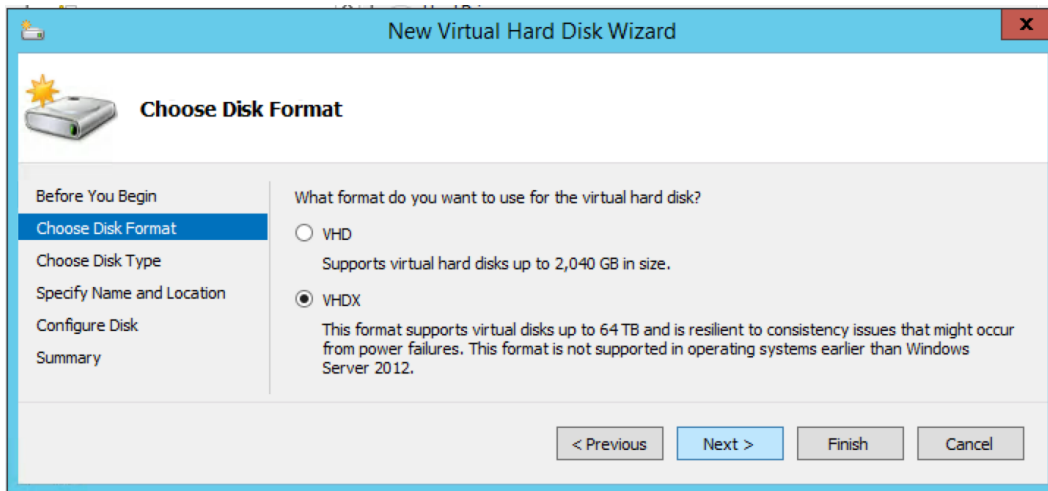 New Virtual Hard Disk Wizard
X
Choose Disk Format
Before You Begin
Choose Disk Format
Choose Disk Type
Specify Name and Location
Configure Disk
Summary
What format do you want to use for the virtual hard disk?
VHD
Supports virtual hard disks up to 2,040 GB in size.
VHDX
This format supports virtual disks up to 64 TB and is resilient to consistency issues that might occur
from power failures. This format is not supported in operating systems earlier than Windows
Server 2012.
< Previous
Next >
Finish
Cancel